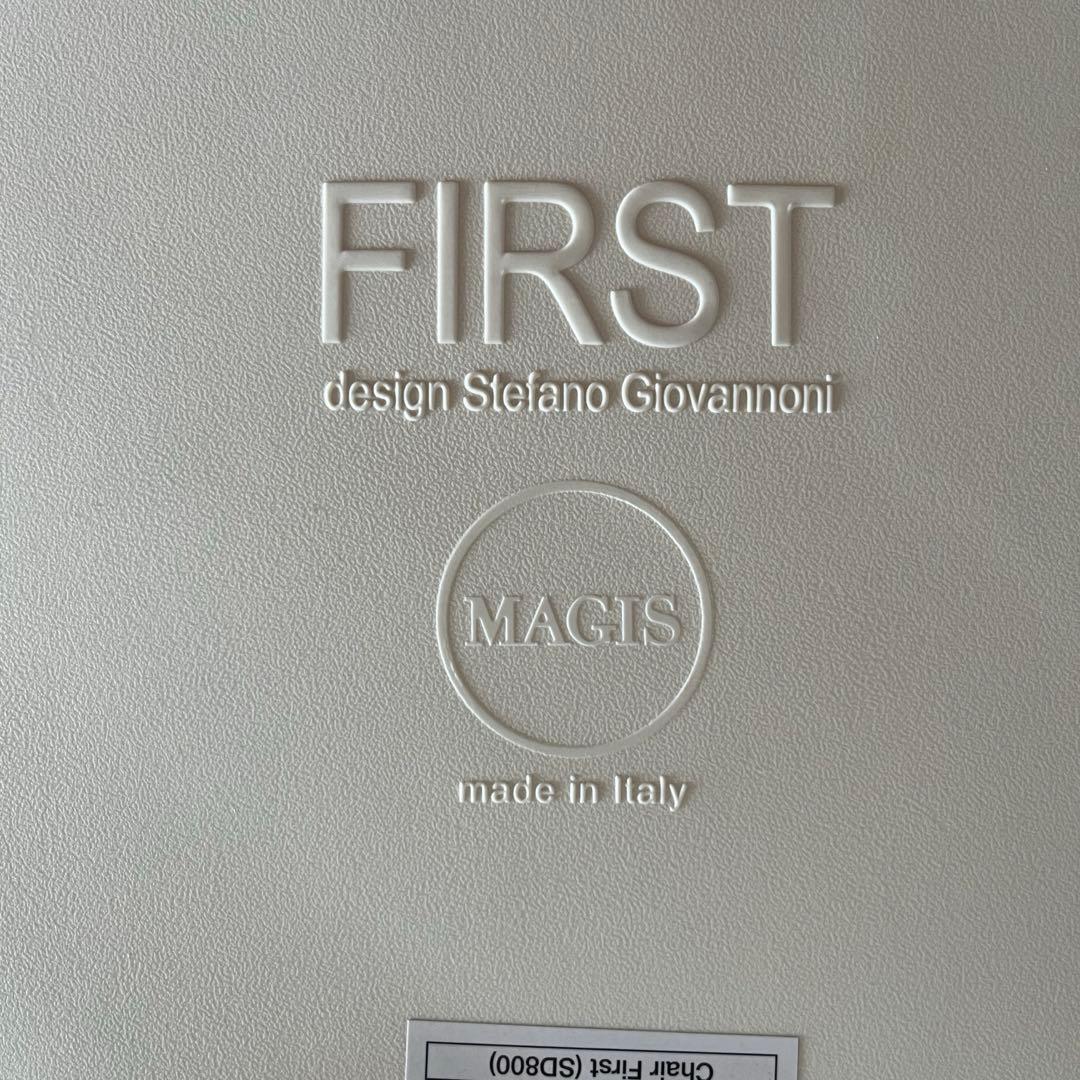 FIRST
design Stefano Giovannoni
MAGIS
made in Italy
Chair First (SD800)